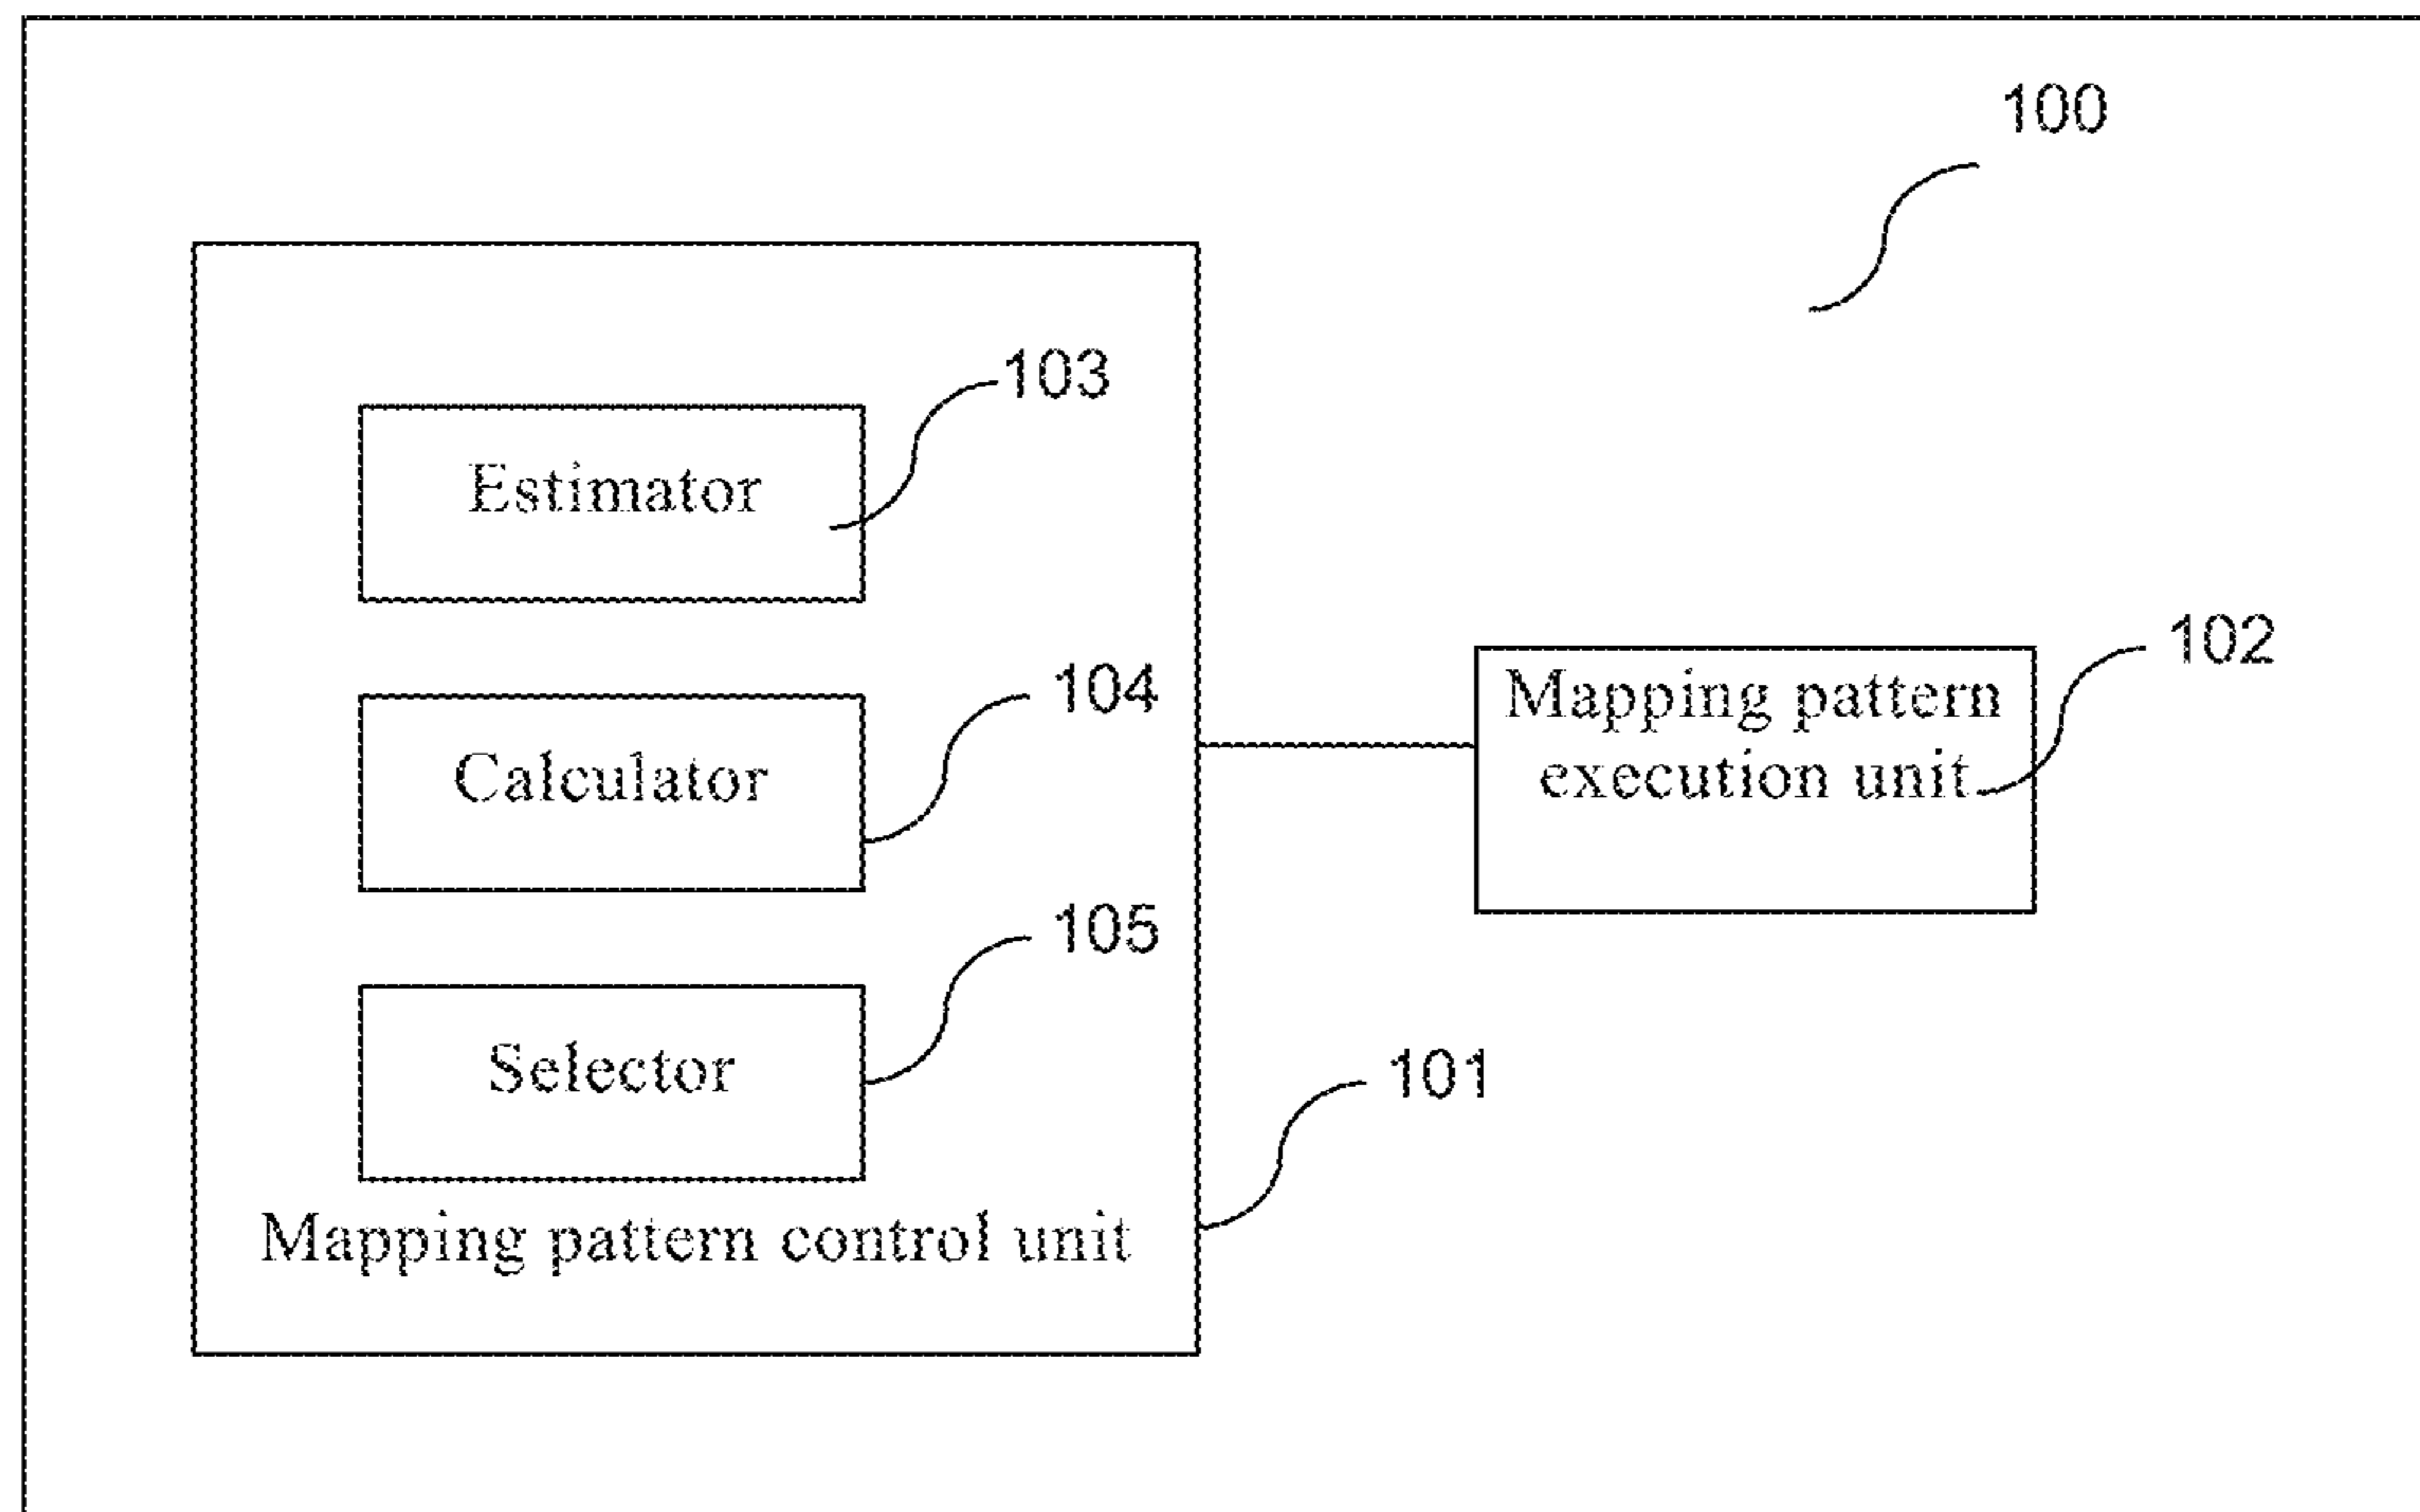 100
103
Estimator
102
Mapping pattern
execution unit
104
Calculator
105
Selector
101
Mapping pattern control unit